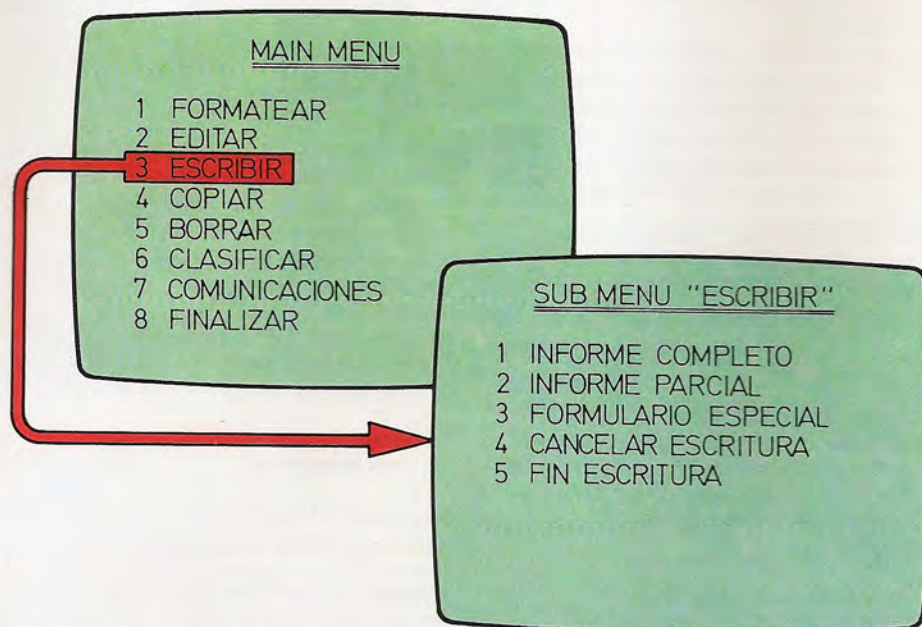 MAIN MENU
1 FORMATEAR
2 EDITAR
3 ESCRIBIR
4 COPIAR
5 BORRAR
6 CLASIFICAR
7 COMUNICACIONES
8 FINALIZAR
SUB MENU "ESCRIBIR"
1 INFORME COMPLETO
2 INFORME PARCIAL
3 FORMULARIO ESPECIAL
4 CANCELAR ESCRITURA
5 FIN ESCRITURA